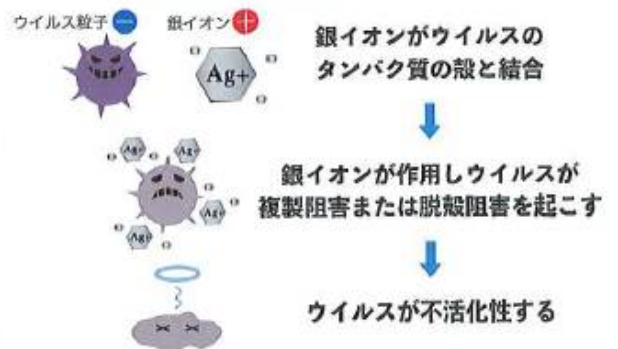 ウイルス粒子 − 銀イオン +
Ag+
銀イオンがウイルスの
タンパク質の殻と結合
Ag+ Ag+
Ag+
Ag+
銀イオンが作用しウイルスが
複製阻害または脱殻阻害を起こす
ウイルスが不活化性する